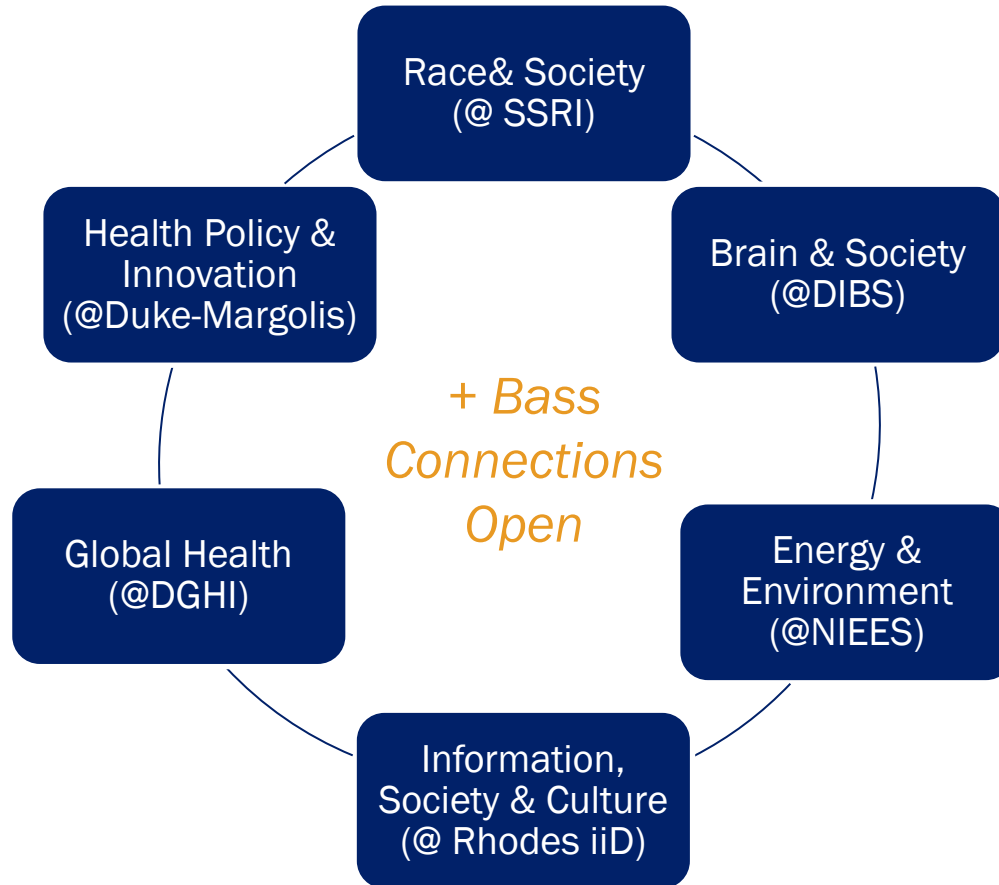 Race& Society
(@ SSRI)
Brain & Society
(@DIBS)
Energy &
Environment
(@NIEES)
Information,
Society & Culture
(@ Rhodes iiD)
Global Health
(@DGHI)
Health Policy &
Innovation
(@Duke-Margolis)
+ Bass
Connections
Open